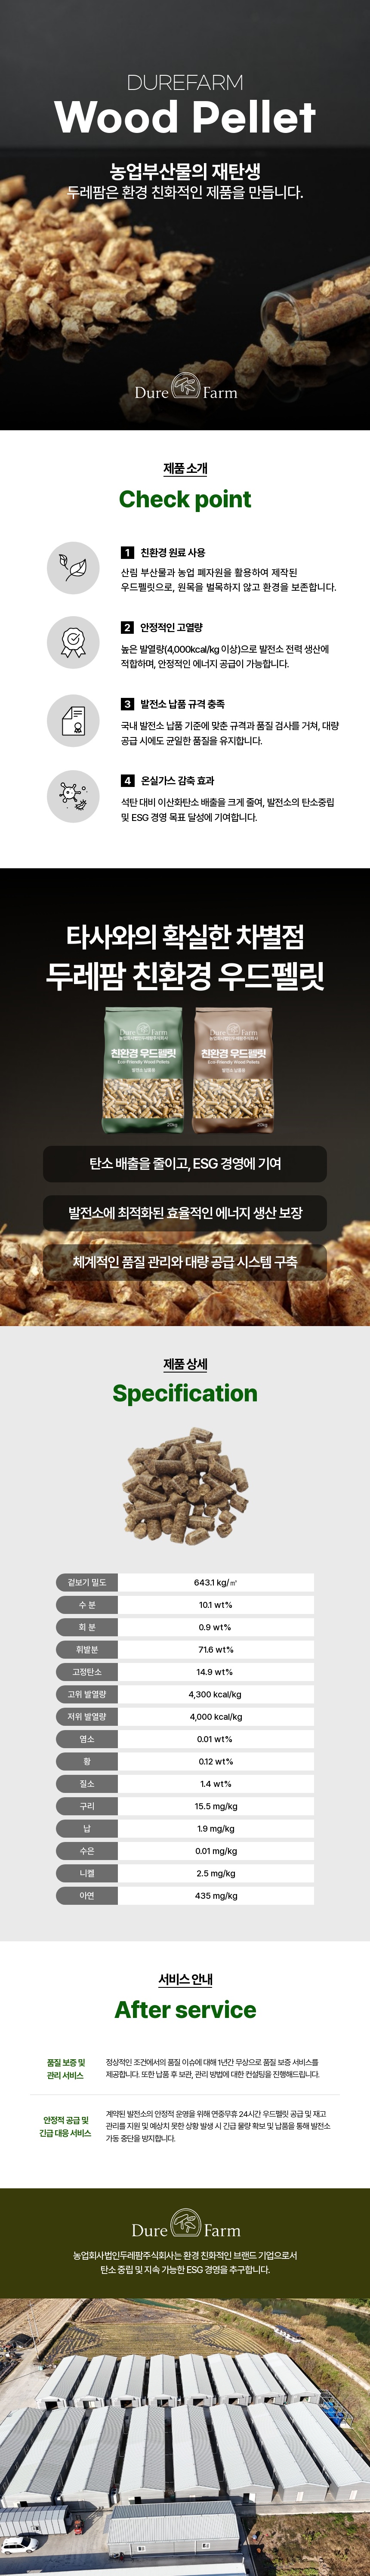 DUREFARM
Wood Pellet
농업부산물의 재탄생
두레팜은 환경 친화적인 제품을 만듭니다.
Dure Farm
제품 소개
Check point
1 친환경 원료 사용
산림 부산물과 농업 폐자원을 활용하여 제작된
우드펠릿으로, 원목을 벌목하지 않고 환경을 보존합니다.
2 안정적인 고열량
높은 발열량(4,000kcal/kg 이상)으로 발전소 전력 생산에
적합하며, 안정적인 에너지 공급이 가능합니다.
3 발전소 납품 규격 충족
국내 발전소 납품 기준에 맞춘 규격과 품질 검사를 거쳐, 대량
공급 시에도 균일한 품질을 유지합니다.
4 온실가스 감축 효과
석탄 대비 이산화탄소 배출을 크게 줄여, 발전소의 탄소중립
및 ESG 경영 목표 달성에 기여합니다.
타사와의 확실한 차별점
두레팜 친환경 우드펠릿
Dure Farm
농업회사법인두레팜주식회사
친환경 우드펠릿
Eco-Friendly Wood Pellets
발전소 납품용
20kg
Dure Farm
농업회사법인두레팜주식회사
친환경 우드펠릿
Eco-Friendly Wood Pellets
발전소 납품용
20kg
탄소 배출을 줄이고, ESG 경영에 기여
발전소에 최적화된 효율적인 에너지 생산 보장
체계적인 품질 관리와 대량 공급 시스템 구축
제품 상세
Specification
겉보기 밀도 643.1 kg/㎥
수 분 10.1 wt%
회 분 0.9 wt%
휘발분 71.6 wt%
고정탄소 14.9 wt%
고위 발열량 4,300 kcal/kg
저위 발열량 4,000 kcal/kg
염소 0.01 wt%
황 0.12 wt%
질소 1.4 wt%
구리 15.5 mg/kg
납 1.9 mg/kg
수은 0.01 mg/kg
니켈 2.5 mg/kg
아연 435 mg/kg
서비스 안내
After service
품질 보증 및
관리 서비스
정상적인 조건에서의 품질 이슈에 대해 1년간 무상으로 품질 보증 서비스를
제공합니다. 또한 납품 후 보관, 관리 방법에 대한 컨설팅을 진행해드립니다.
안정적 공급 및
긴급 대응 서비스
계약된 발전소의 안정적 운영을 위해 연중무휴 24시간 우드펠릿 공급 및 재고
관리를 지원 및 예상치 못한 상황 발생 시 긴급 물량 확보 및 납품을 통해 발전소
가동 중단을 방지합니다.
Dure Farm
농업회사법인두레팜주식회사는 환경 친화적인 브랜드 기업으로서
탄소 중립 및 지속 가능한 ESG 경영을 추구합니다.